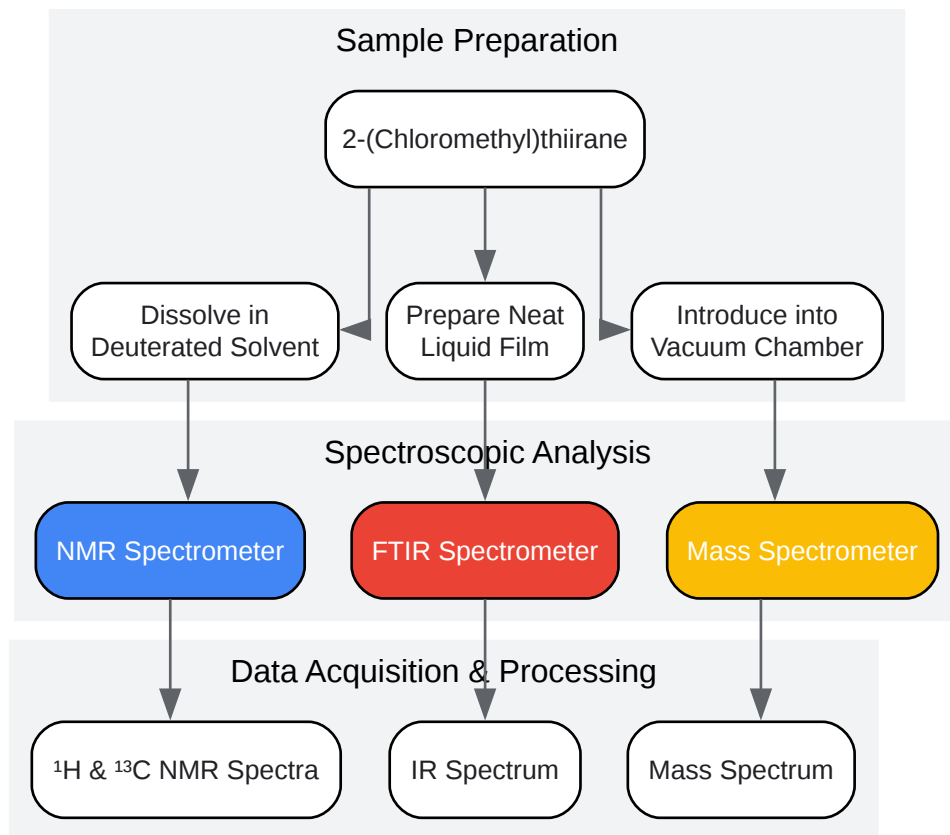 Sample Preparation
2-(Chloromethyl)thiirane
Dissolve in
Deuterated Solvent
Prepare Neat
Liquid Film
Introduce into
Vacuum Chamber
Spectroscopic Analysis
NMR Spectrometer
FTIR Spectrometer
Mass Spectrometer
Data Acquisition & Processing
¹H & ¹³C NMR Spectra
IR Spectrum
Mass Spectrum